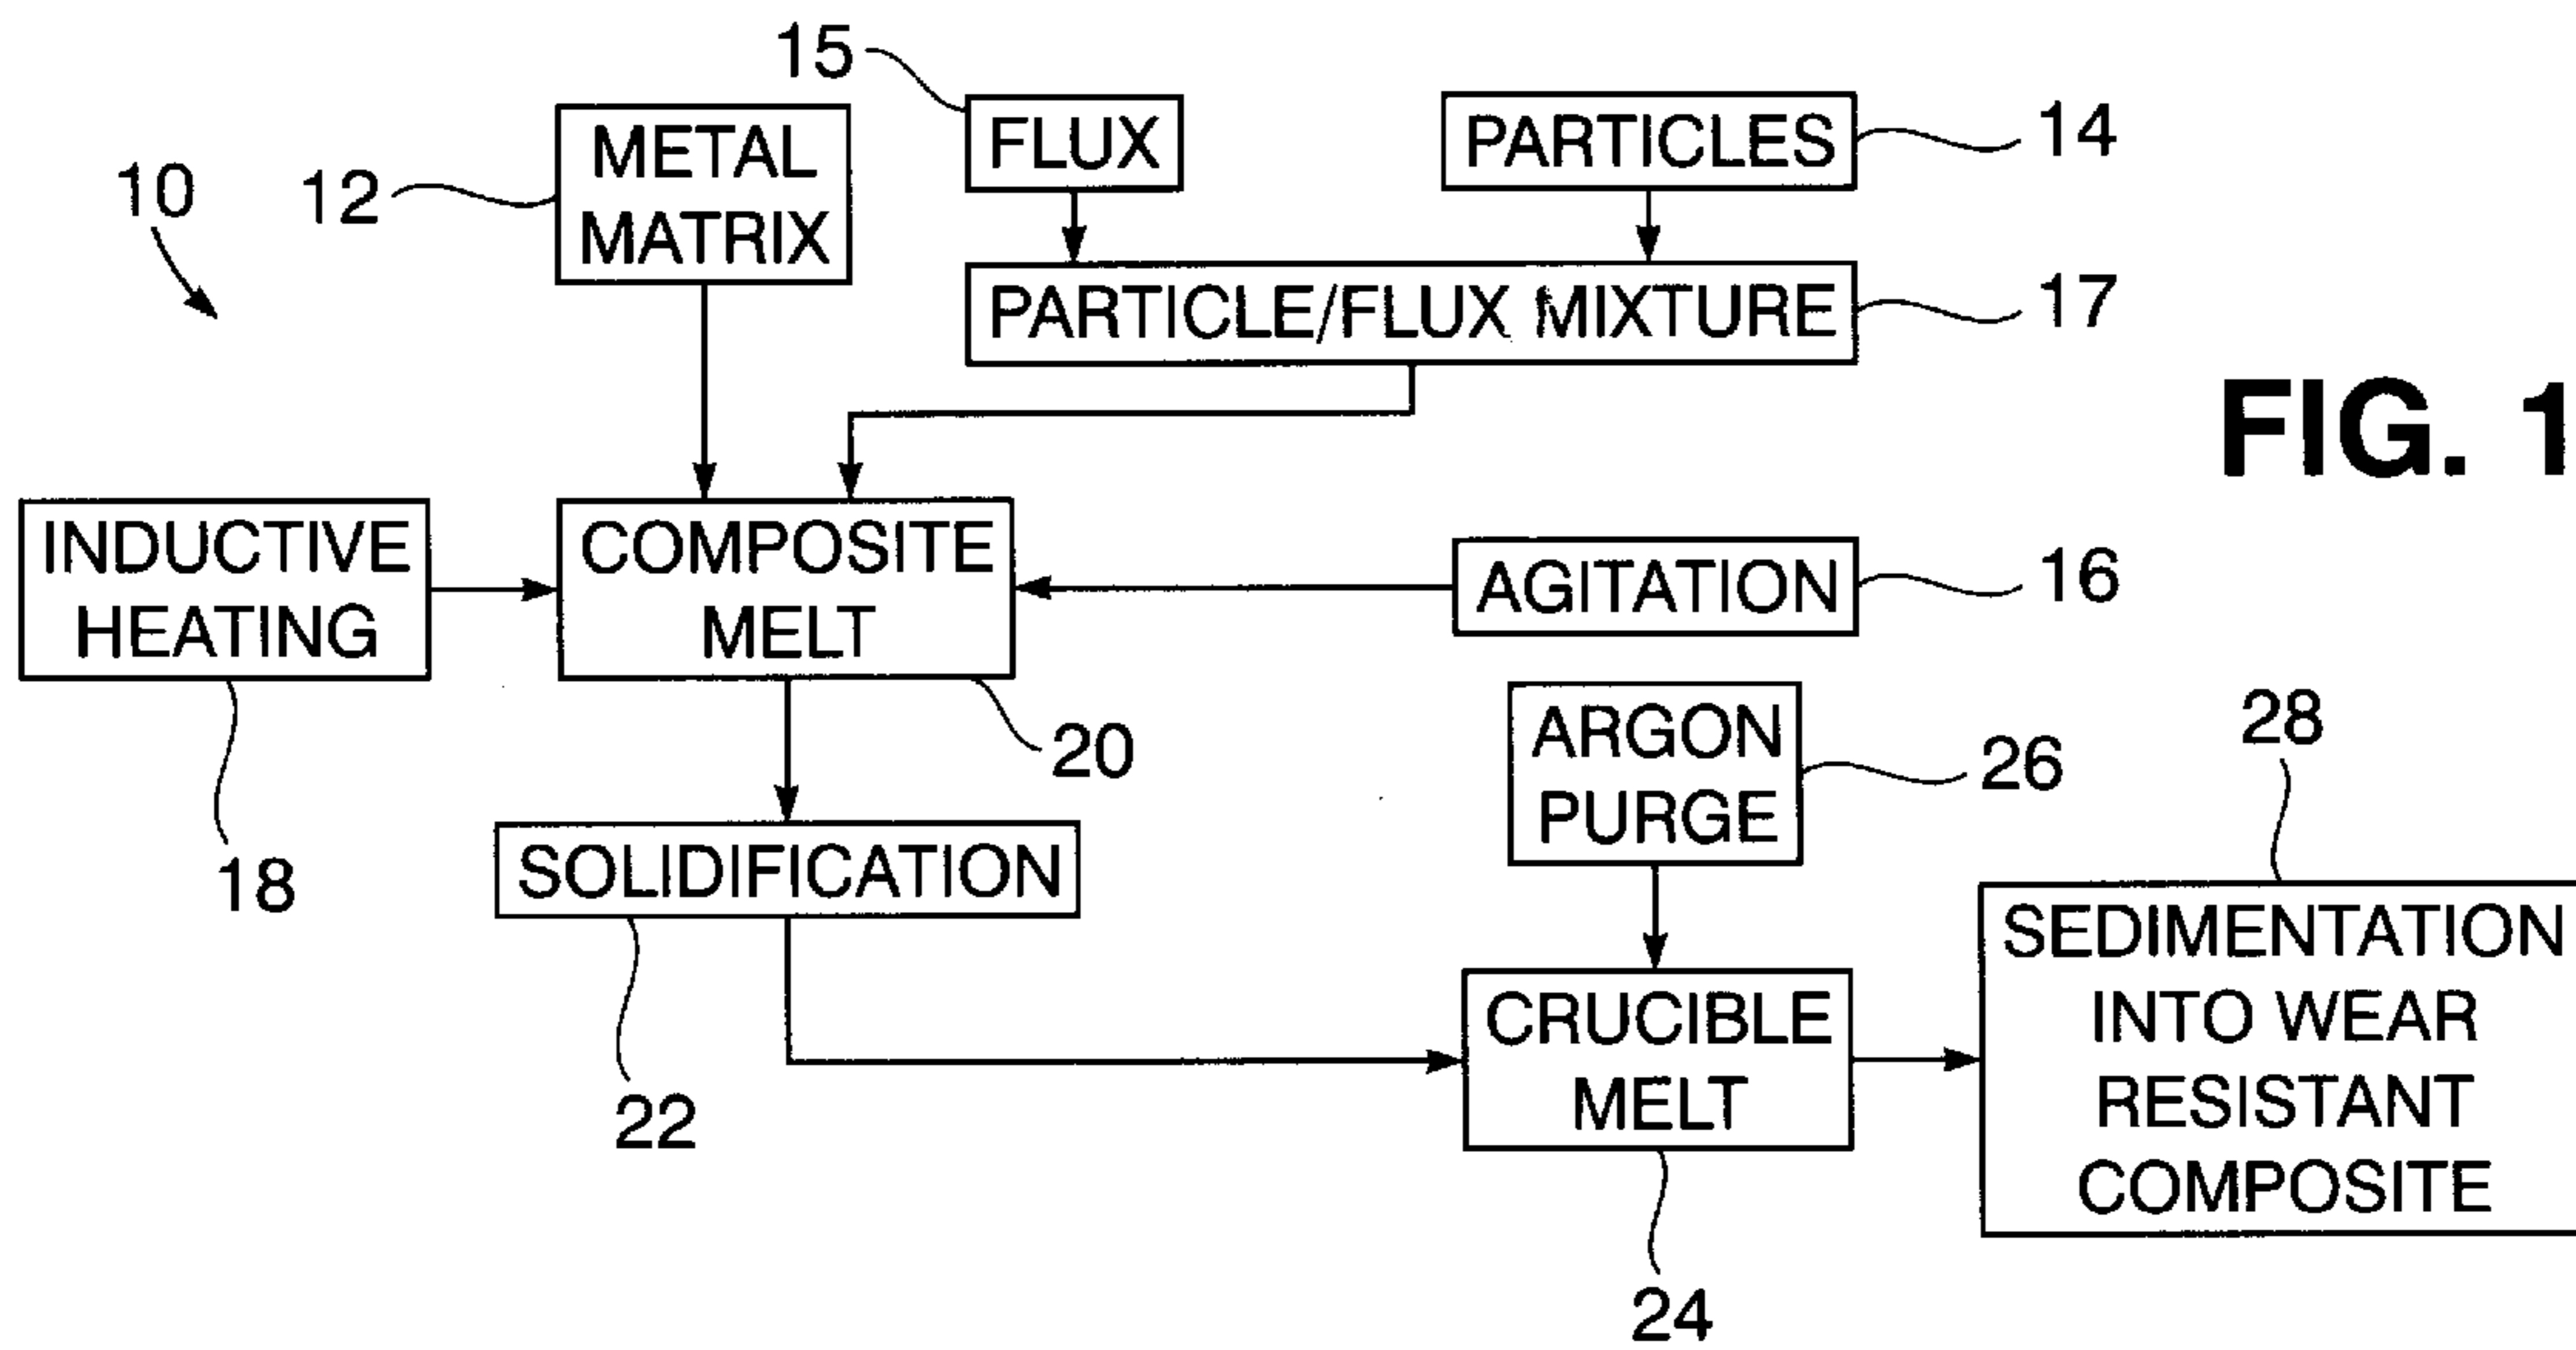 15
FLUX
PARTICLES
14
10
12
METAL
MATRIX
PARTICLE/FLUX MIXTURE
17
FIG. 1
INDUCTIVE
HEATING
COMPOSITE
MELT
AGITATION
16
18
20
ARGON
PURGE
26
28
SOLIDIFICATION
22
CRUCIBLE
MELT
24
SEDIMENTATION
INTO WEAR
RESISTANT
COMPOSITE